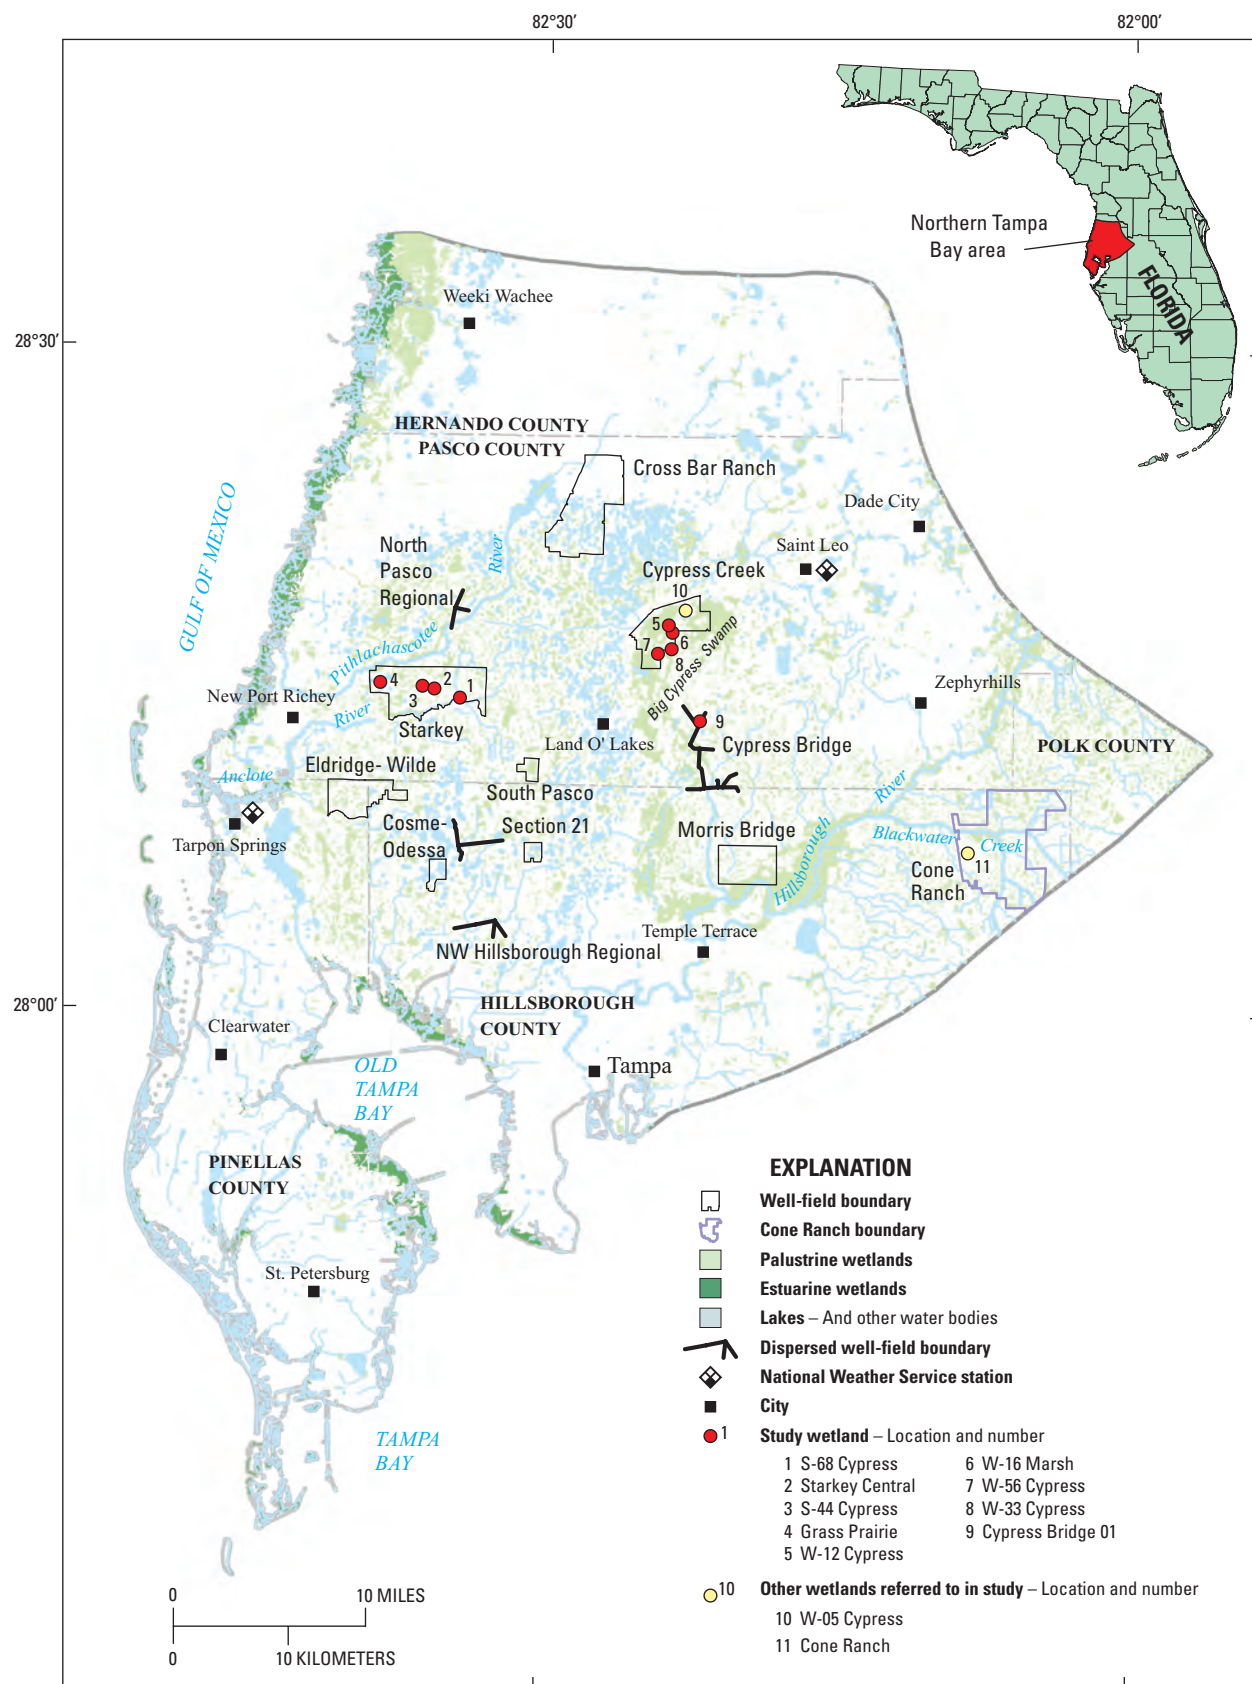 82°30’
82°00’
Northern Tampa
Bay area
FLORIDA
Weeki Wachee
28°30’
HERNANDO COUNTY
PASCO COUNTY
Cross Bar Ranch
Dade City
GULF OF MEXICO
North
Pasco
Regional
River
Saint Leo
Cypress Creek
10
5
6
7
8
Big Cypress Swamp
Pithlachascotee
River
4
3
2
1
Starkey
New Port Richey
Zephyrhills
9
Land O’ Lakes
Cypress Bridge
POLK COUNTY
Anclote
Eldridge- Wilde
South Pasco
River
Cosme-
Odessa
Section 21
Morris Bridge
Hillsborough
Blackwater
Creek
11
Cone
Ranch
Tarpon Springs
Temple Terrace
NW Hillsborough Regional
28°00’
HILLSBOROUGH
COUNTY
Clearwater
OLD
TAMPA
BAY
Tampa
PINELLAS
COUNTY
St. Petersburg
TAMPA
BAY
EXPLANATION
Well-field boundary
Cone Ranch boundary
Palustrine wetlands
Estuarine wetlands
Lakes – And other water bodies
Dispersed well-field boundary
National Weather Service station
City
1 Study wetland – Location and number
1 S-68 Cypress
2 Starkey Central
3 S-44 Cypress
4 Grass Prairie
5 W-12 Cypress
6 W-16 Marsh
7 W-56 Cypress
8 W-33 Cypress
9 Cypress Bridge 01
10 Other wetlands referred to in study – Location and number
10 W-05 Cypress
11 Cone Ranch
0 10 MILES
0 10 KILOMETERS